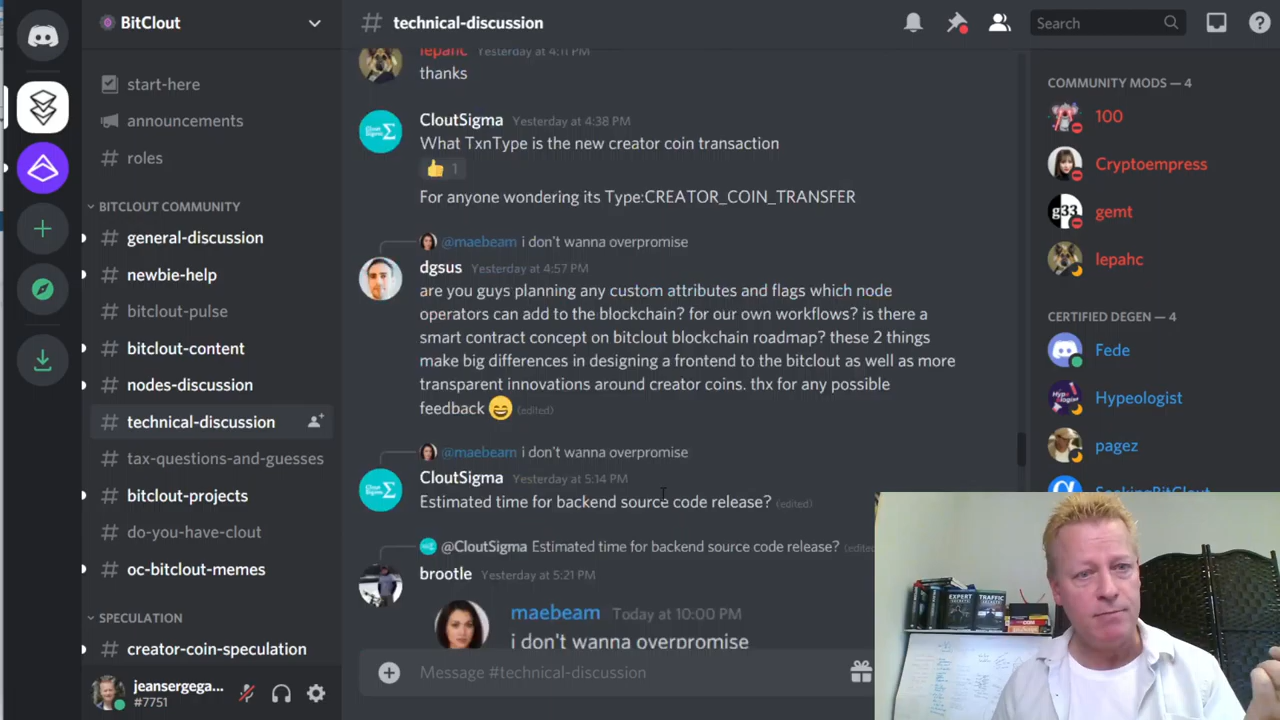 BitClout
start-here
announcements
roles
BITCLOUT COMMUNITY
# general-discussion
# newbie-help
# bitclout-pulse
# bitclout-content
# nodes-discussion
# technical-discussion
# tax-questions-and-guesses
# bitclout-projects
# do-you-have-clout
# oc-bitclout-memes
SPECULATION
# creator-coin-speculation
jeansergega...
#7751
# technical-discussion
Search
lepahc Yesterday at 4:11 PM
thanks
CloutSigma Yesterday at 4:38 PM
What TxnType is the new creator coin transaction
1
For anyone wondering its Type:CREATOR_COIN_TRANSFER
@maebeam i don't wanna overpromise
dgsus Yesterday at 4:57 PM
are you guys planning any custom attributes and flags which node
operators can add to the blockchain? for our own workflows? is there a
smart contract concept on bitclout blockchain roadmap? these 2 things
make big differences in designing a frontend to the bitclout as well as more
transparent innovations around creator coins. thx for any possible
feedback (edited)
@maebeam i don't wanna overpromise
CloutSigma Yesterday at 5:14 PM
Estimated time for backend source code release? (edited)
@CloutSigma Estimated time for backend source code release? (edited)
brootle Yesterday at 5:21 PM
maebeam Today at 10:00 PM
i don't wanna overpromise
Message #technical-discussion
COMMUNITY MODS — 4
100
Cryptoempress
g33
gemt
lepahc
CERTIFIED DEGEN — 4
Fede
Hypeologist
pagez
SeekingBitClout
EXPERT
SECRETS
TRAFFIC
SECRETS